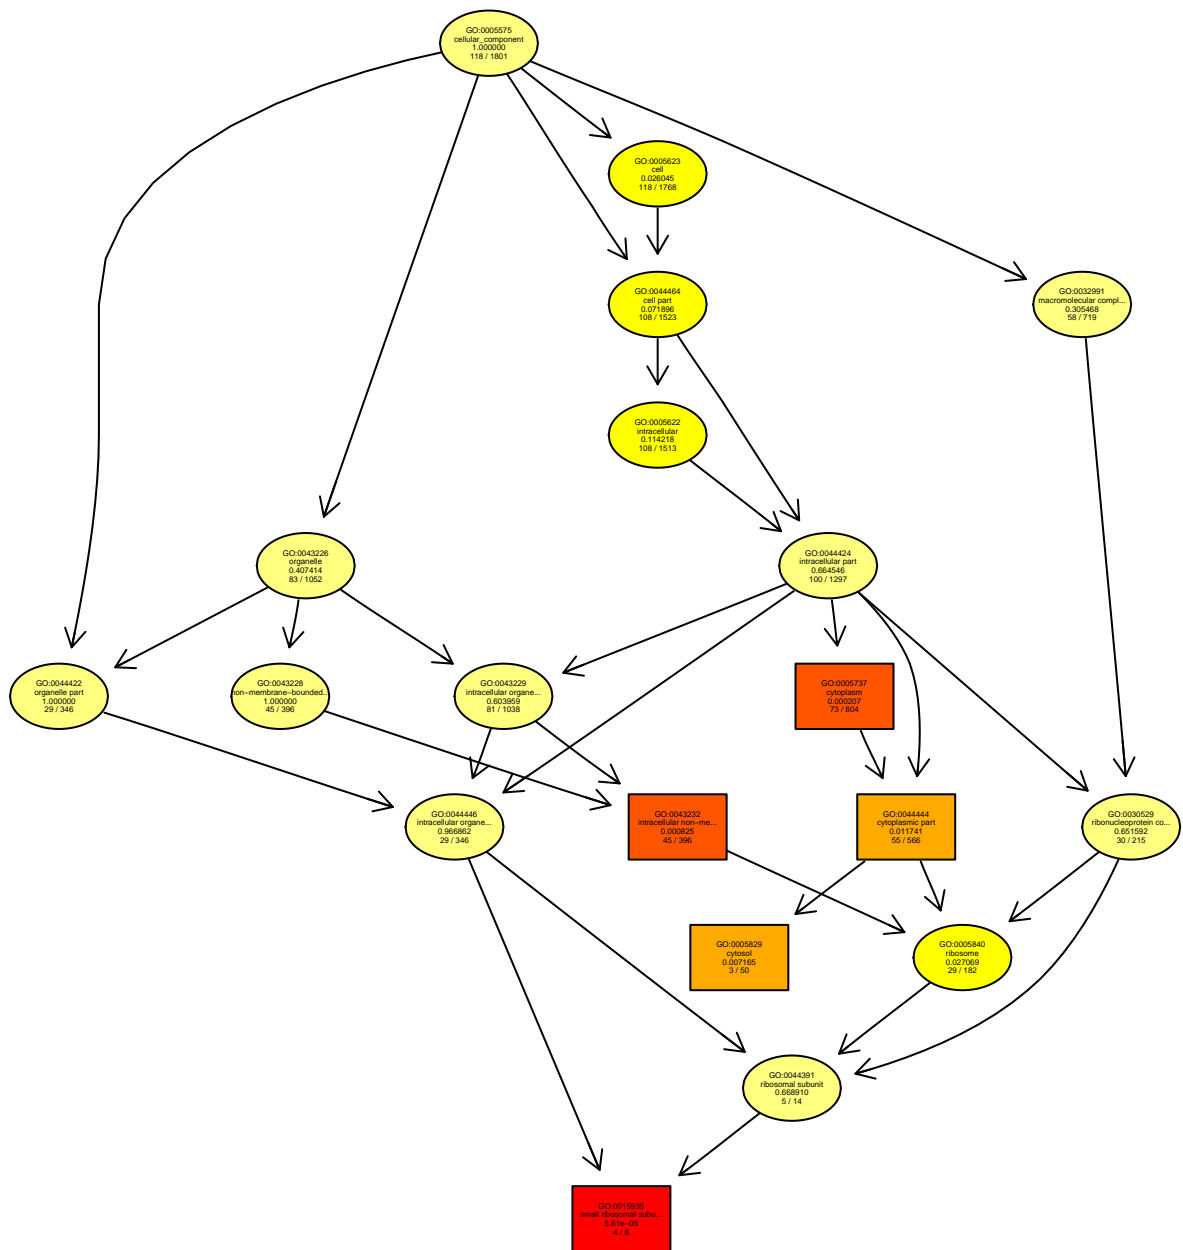 GO:0005575
cellular_component
1.000000
118 / 1801
GO:0005623
cell
0.026045
118 / 1768
GO:0044464
cell part
0.071896
108 / 1523
GO:0032991
macromolecular compl...
0.305468
58 / 719
GO:0005622
intracellular
0.114218
108 / 1513
GO:0043226
organelle
0.407414
83 / 1052
GO:0044424
intracellular part
0.664546
100 / 1297
GO:0044422
organelle part
1.000000
29 / 346
GO:0043228
non−membrane−bounded...
1.000000
45 / 396
GO:0043229
intracellular organe...
0.603959
81 / 1038
GO:0005737
cytoplasm
0.000207
73 / 804
GO:0044446
intracellular organe...
0.966862
29 / 346
GO:0043232
intracellular non−me...
0.000825
45 / 396
GO:0044444
cytoplasmic part
0.011741
55 / 566
GO:0030529
ribonucleoprotein co...
0.651592
30 / 215
GO:0005829
cytosol
0.007165
3 / 50
GO:0005840
ribosome
0.027069
29 / 182
GO:0044391
ribosomal subunit
0.668910
5 / 14
GO:0015935
small ribosomal subu...
5.81e−05
4 / 8